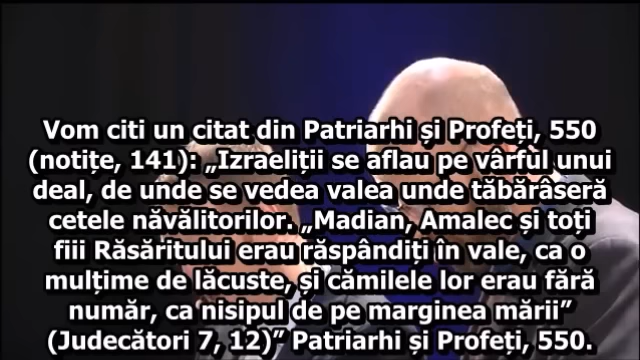 Vom citi un citat din Patriarhi și Profeți, 550
(notițe, 141): „Izraeliții se aflau pe vârful unui
deal, de unde se vedea valea unde tăbărâseră
cetele năvălitorilor. „Madian, Amalec și toți
fiii Răsăritului erau răspândiți în vale, ca o
mulțime de lăcuste, și cămilele lor erau fără
număr, ca nisipul de pe marginea mării”
(Judecători 7, 12)” Patriarhi și Profeți, 550.